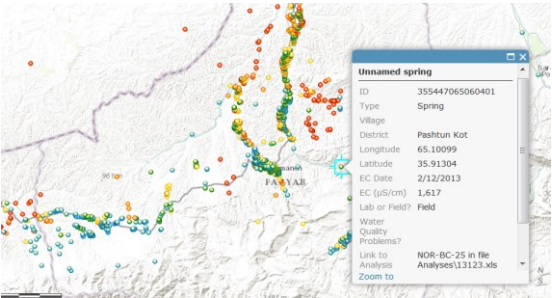 Unnamed spring
ID 355447065060401
Type Spring
Village
District Pashtun Kot
Longitude 65.10099
Latitude 35.91304
EC Date 2/12/2013
EC (µS/cm) 1,617
Lab or Field? Field
Water
Quality
Problems?
Link to NOR-BC-25 in file
Analysis Analyses\13123.xls
Zoom to
Sar